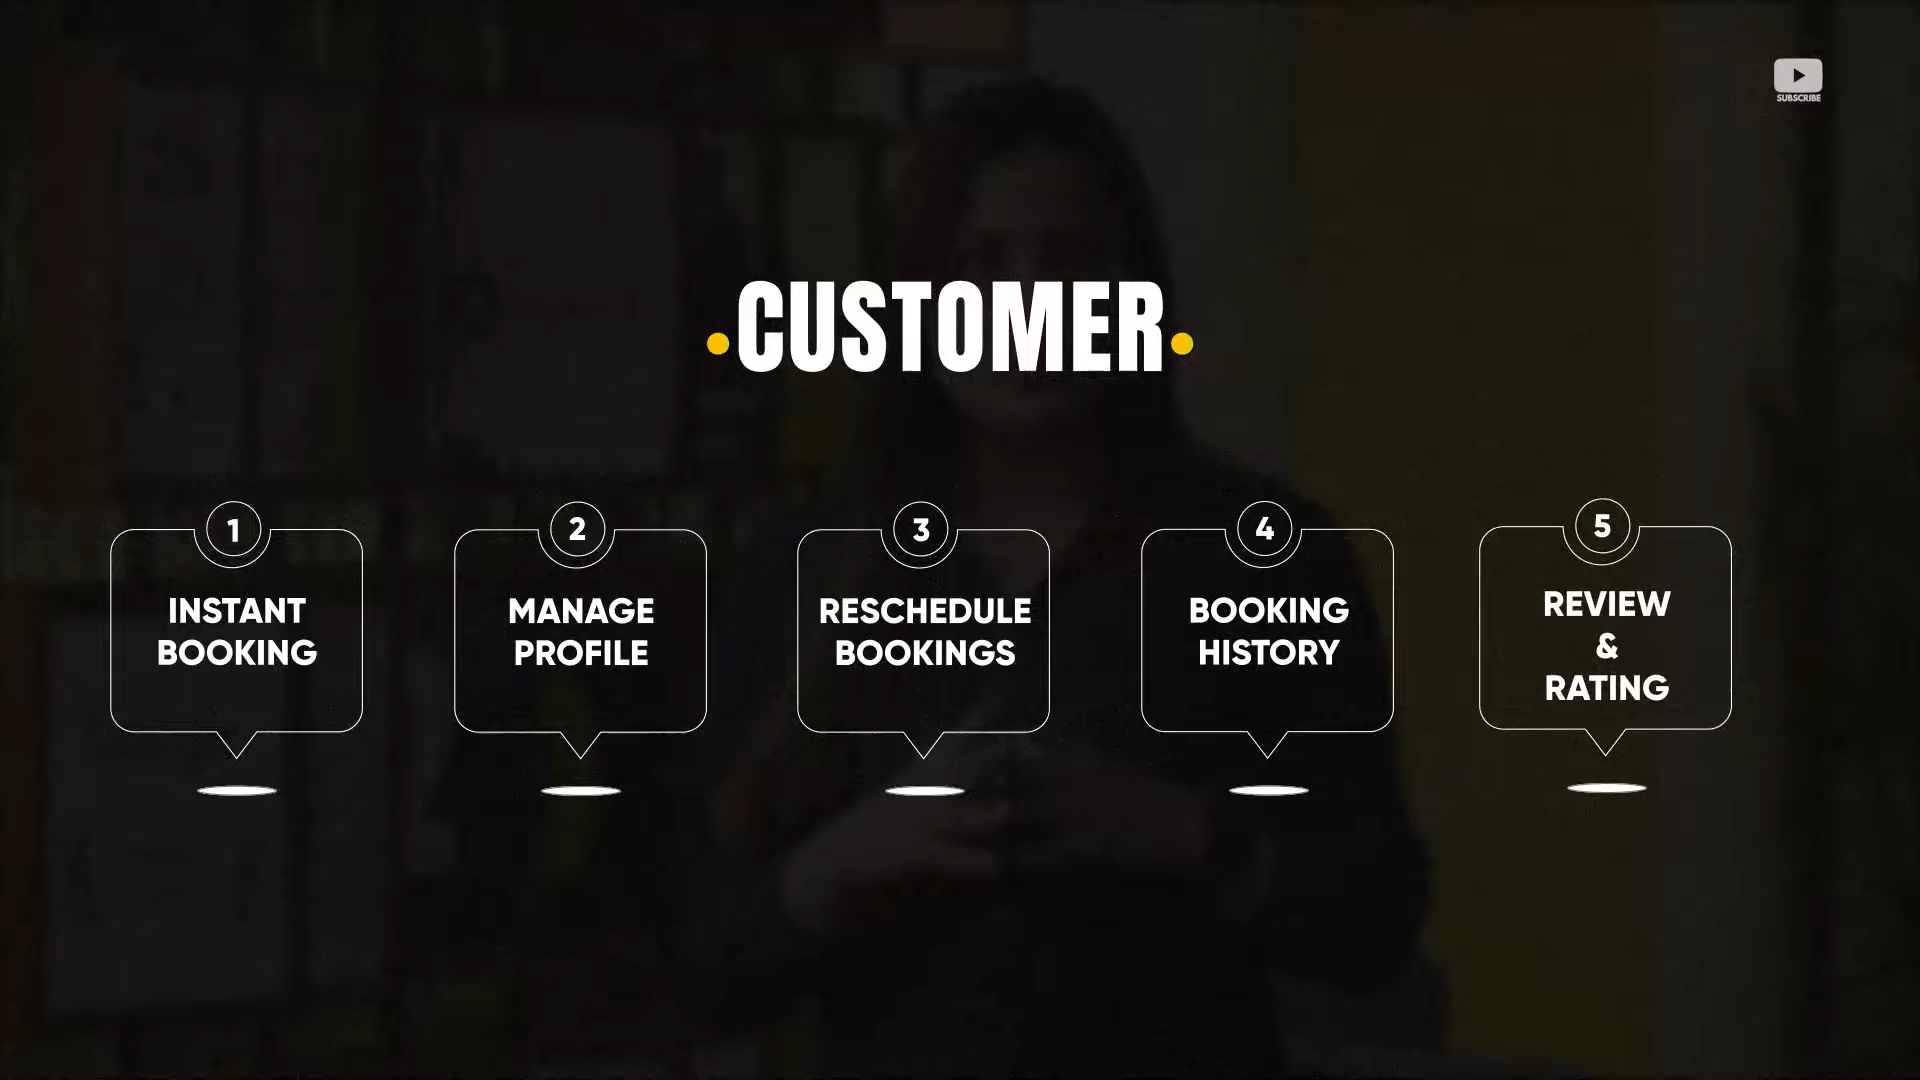 SUBSCRIBE
CUSTOMER
1
INSTANT
BOOKING
2
MANAGE
PROFILE
3
RESCHEDULE
BOOKINGS
4
BOOKING
HISTORY
5
REVIEW
&
RATING